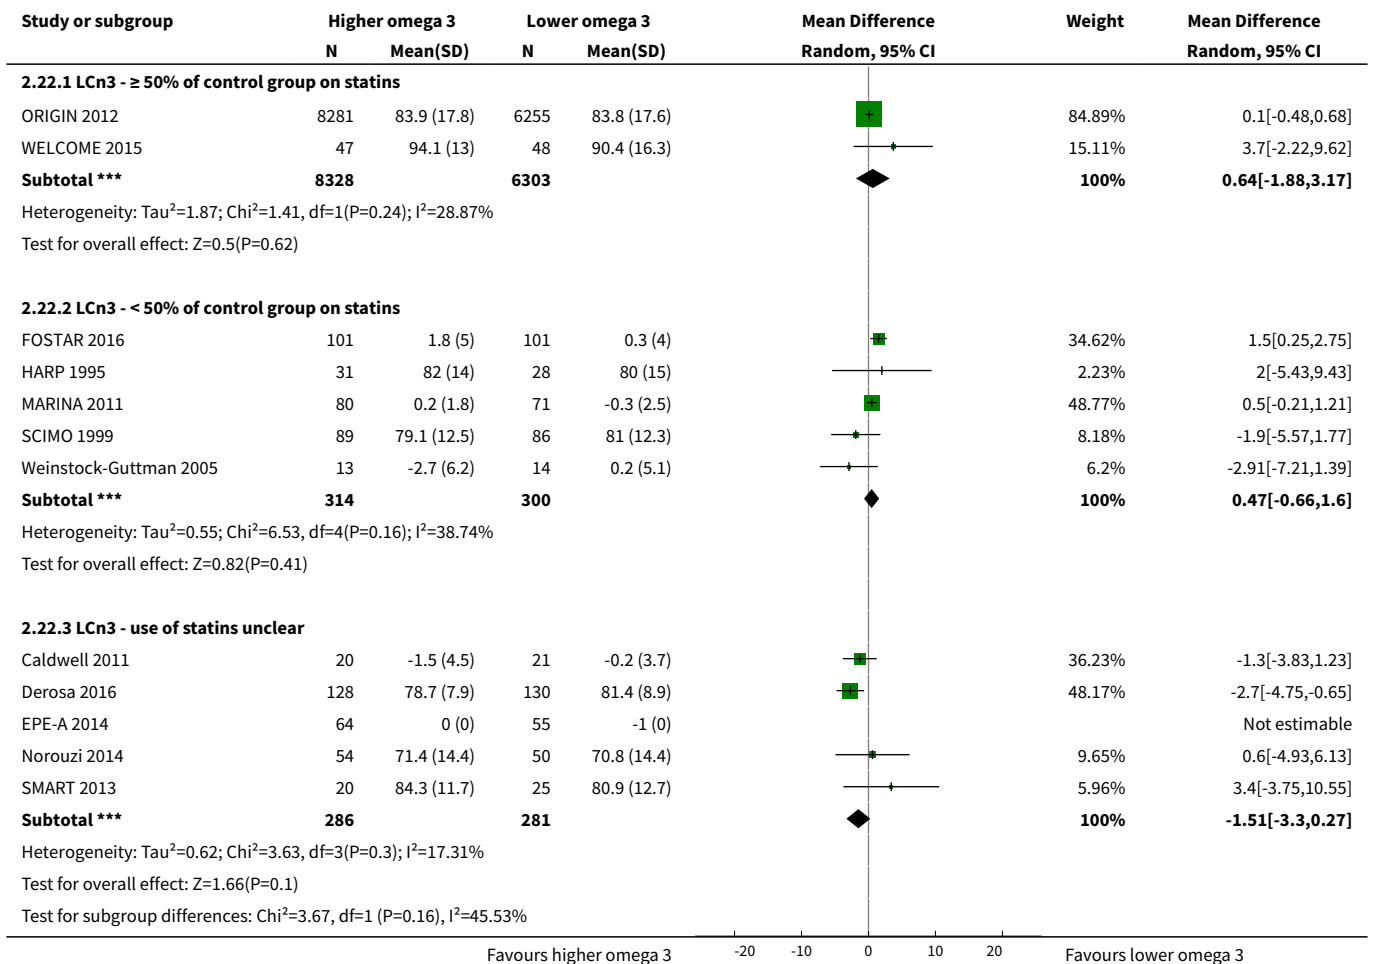 Study or subgroup Higher omega 3 Lower omega 3 Mean Difference Weight Mean Difference
N Mean(SD) N Mean(SD) Random, 95% CI Random, 95% CI
2.22.1 LCn3 - ≥ 50% of control group on statins
ORIGIN 2012 8281 83.9 (17.8) 6255 83.8 (17.6) 84.89% 0.1[-0.48,0.68]
WELCOME 2015 47 94.1 (13) 48 90.4 (16.3) 15.11% 3.7[-2.22,9.62]
Subtotal *** 8328 6303 100% 0.64[-1.88,3.17]
Heterogeneity: Tau²=1.87; Chi²=1.41, df=1(P=0.24); I²=28.87%
Test for overall effect: Z=0.5(P=0.62)
2.22.2 LCn3 - < 50% of control group on statins
FOSTAR 2016 101 1.8 (5) 101 0.3 (4) 34.62% 1.5[0.25,2.75]
HARP 1995 31 82 (14) 28 80 (15) 2.23% 2[-5.43,9.43]
MARINA 2011 80 0.2 (1.8) 71 -0.3 (2.5) 48.77% 0.5[-0.21,1.21]
SCIMO 1999 89 79.1 (12.5) 86 81 (12.3) 8.18% -1.9[-5.57,1.77]
Weinstock-Guttman 2005 13 -2.7 (6.2) 14 0.2 (5.1) 6.2% -2.91[-7.21,1.39]
Subtotal *** 314 300 100% 0.47[-0.66,1.6]
Heterogeneity: Tau²=0.55; Chi²=6.53, df=4(P=0.16); I²=38.74%
Test for overall effect: Z=0.82(P=0.41)
2.22.3 LCn3 - use of statins unclear
Caldwell 2011 20 -1.5 (4.5) 21 -0.2 (3.7) 36.23% -1.3[-3.83,1.23]
Derosa 2016 128 78.7 (7.9) 130 81.4 (8.9) 48.17% -2.7[-4.75,-0.65]
EPE-A 2014 64 0 (0) 55 -1 (0) Not estimable
Norouzi 2014 54 71.4 (14.4) 50 70.8 (14.4) 9.65% 0.6[-4.93,6.13]
SMART 2013 20 84.3 (11.7) 25 80.9 (12.7) 5.96% 3.4[-3.75,10.55]
Subtotal *** 286 281 100% -1.51[-3.3,0.27]
Heterogeneity: Tau²=0.62; Chi²=3.63, df=3(P=0.3); I²=17.31%
Test for overall effect: Z=1.66(P=0.1)
Test for subgroup differences: Chi²=3.67, df=1 (P=0.16), I²=45.53%
Favours higher omega 3 -20 -10 0 10 20 Favours lower omega 3